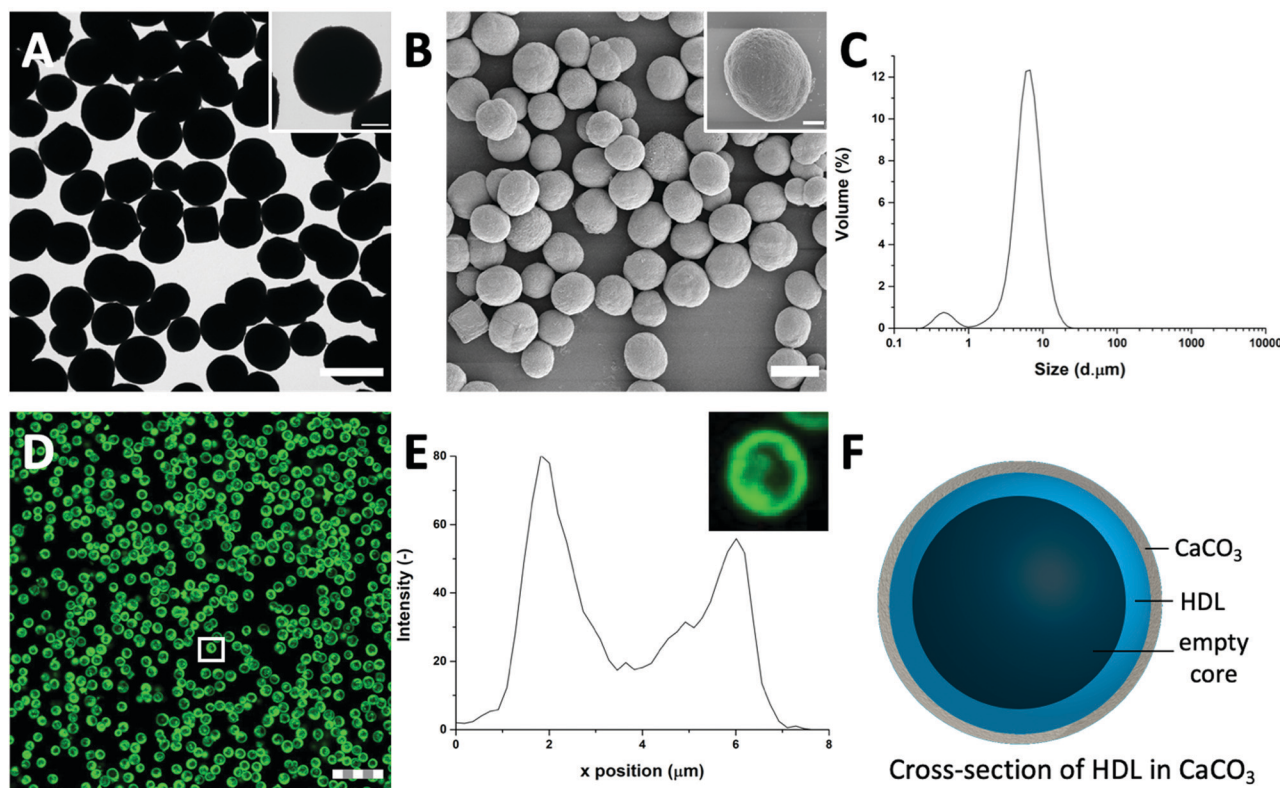 A
B
C
12
10
8
6
4
2
0
Volume (%)
0.1 1 10 100 1000 10000
Size (d.μm)
D
E
80
60
40
20
0
Intensity (-)
0 2 4 6 8
x position (μm)
F
CaCO₃
HDL
empty
core
Cross-section of HDL in CaCO₃